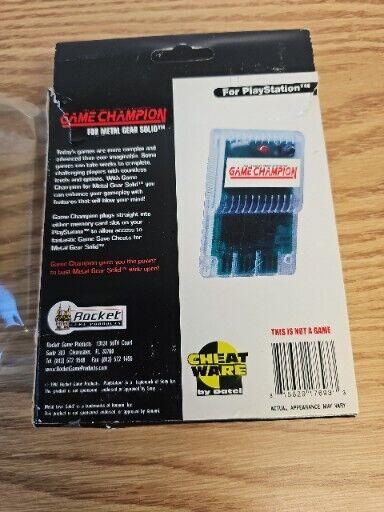 GAME CHAMPION
FOR METAL GEAR SOLID™
Today's games are more complex and
advanced than ever imaginable. Some
games can take weeks to complete,
challenging players with countless
levels and options. With Game
Champion for Metal Gear Solid™ you
can enhance your gameplay with
features that will blow your mind!
Game Champion plugs straight into
either memory card slot on your
PlayStation™ to allow access to
fantastic Game Save Cheats for
Metal Gear Solid™.
Game Champion gives you the power
to bust Metal Gear Solid™ wide open!
Rocket
GAME PRODUCTS
Rocket Game Products
Clearwater, FL
www.RocketGameProducts.com
For PlayStation™
GAME CHAMPION
CHEAT
WARE
by Datel
THIS IS NOT A GAME
ACTUAL APPEARANCE MAY VARY